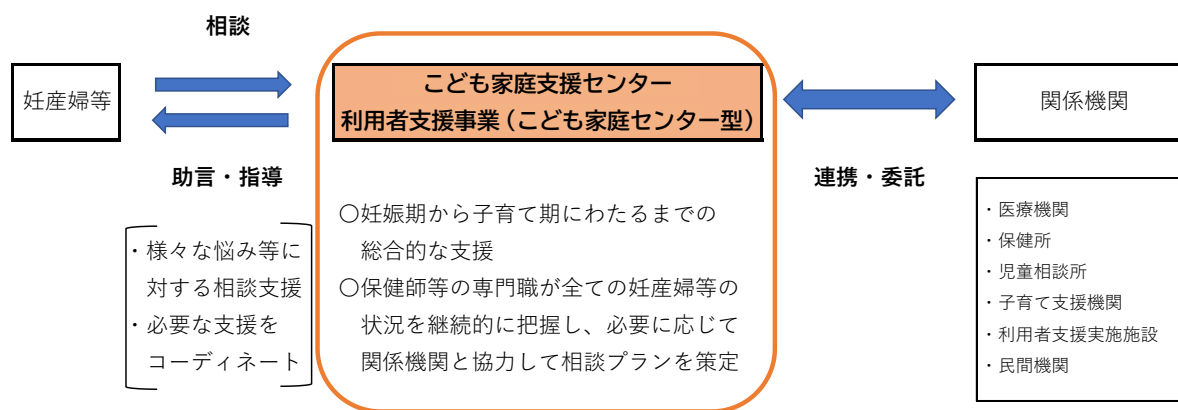 相談
妊産婦等
こども家庭支援センター
利用者支援事業（こども家庭センター型）
関係機関
助言・指導
連携・委託
・様々な悩み等に
対する相談支援
・必要な支援を
コーディネート
〇妊娠期から子育て期にわたるまでの
総合的な支援
〇保健師等の専門職が全ての妊産婦等の
状況を継続的に把握し、必要に応じて
関係機関と協力して相談プランを策定
・医療機関
・保健所
・児童相談所
・子育て支援機関
・利用者支援実施施設
・民間機関